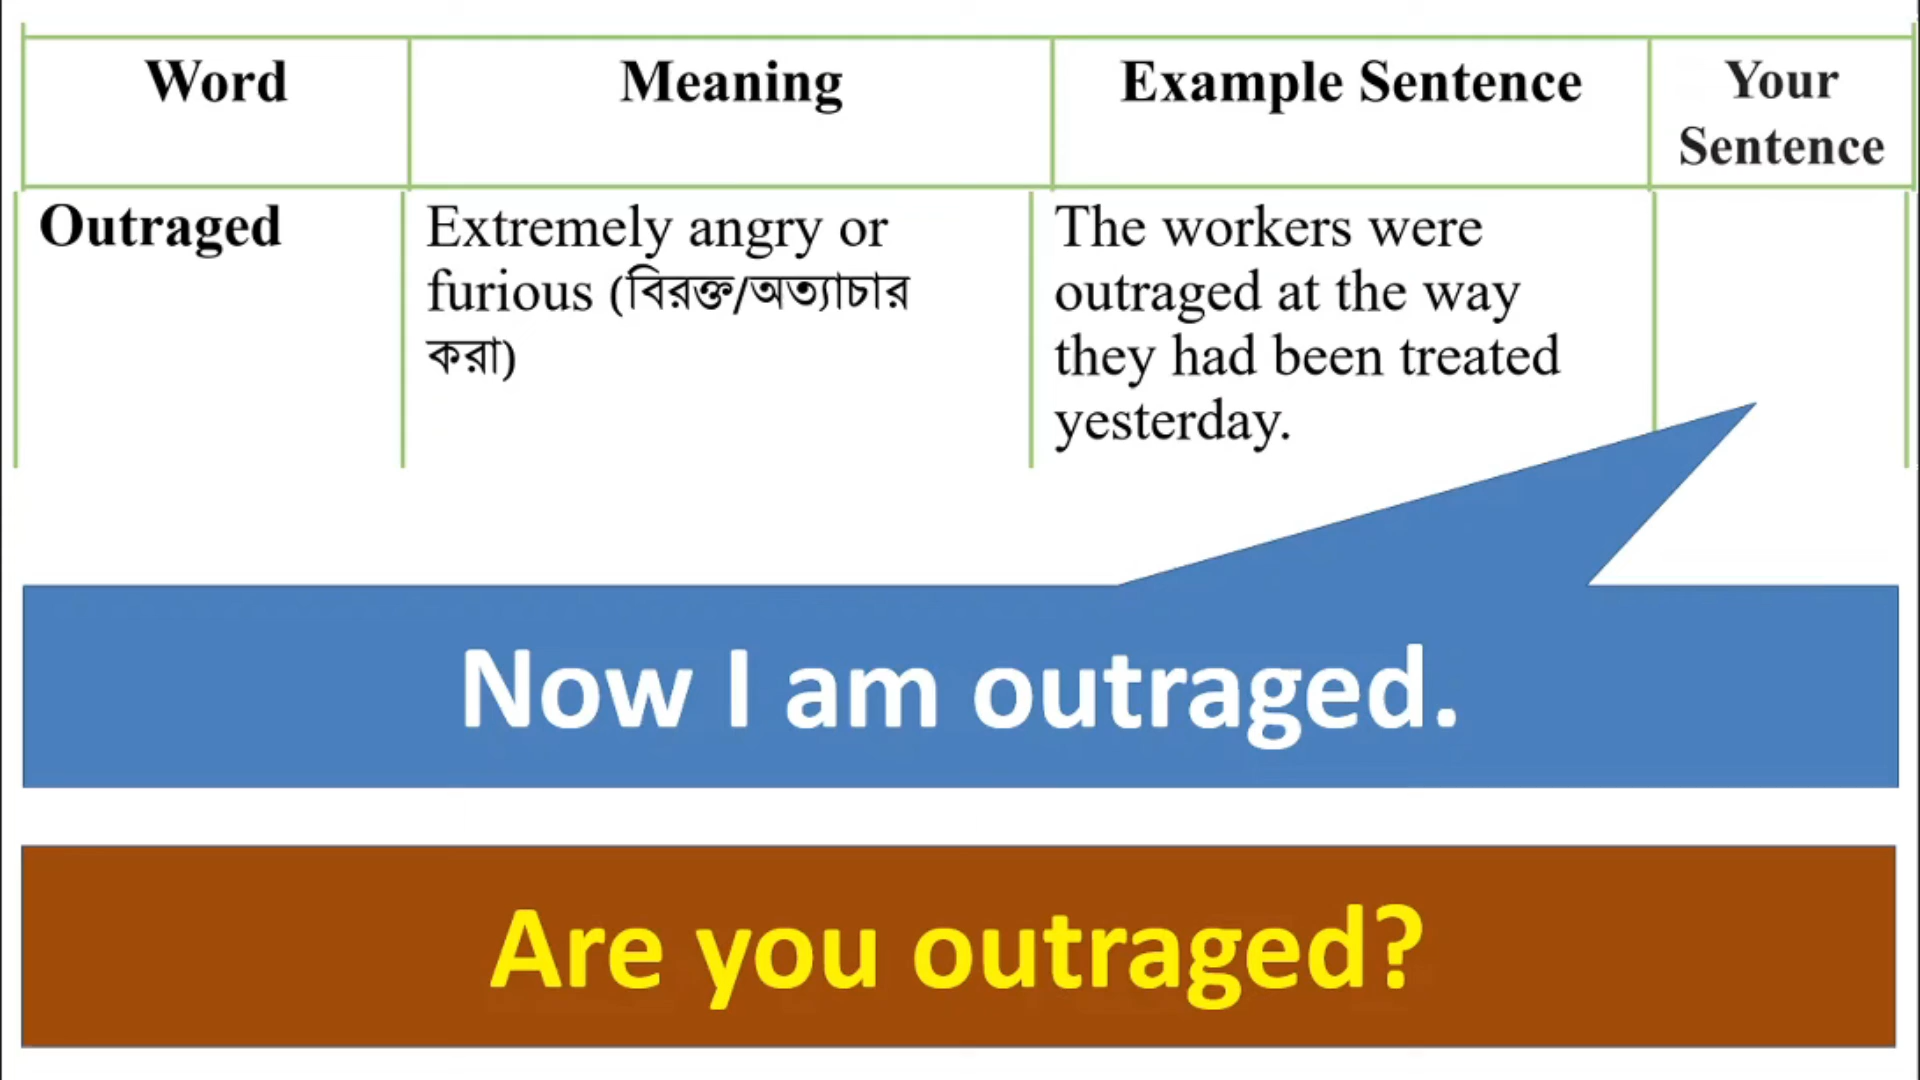 Word Meaning Example Sentence Your
Sentence
Outraged Extremely angry or The workers were
furious (বিরক্ত/অত্যাচার outraged at the way
করা) they had been treated
yesterday.
Now I am outraged.
Are you outraged?